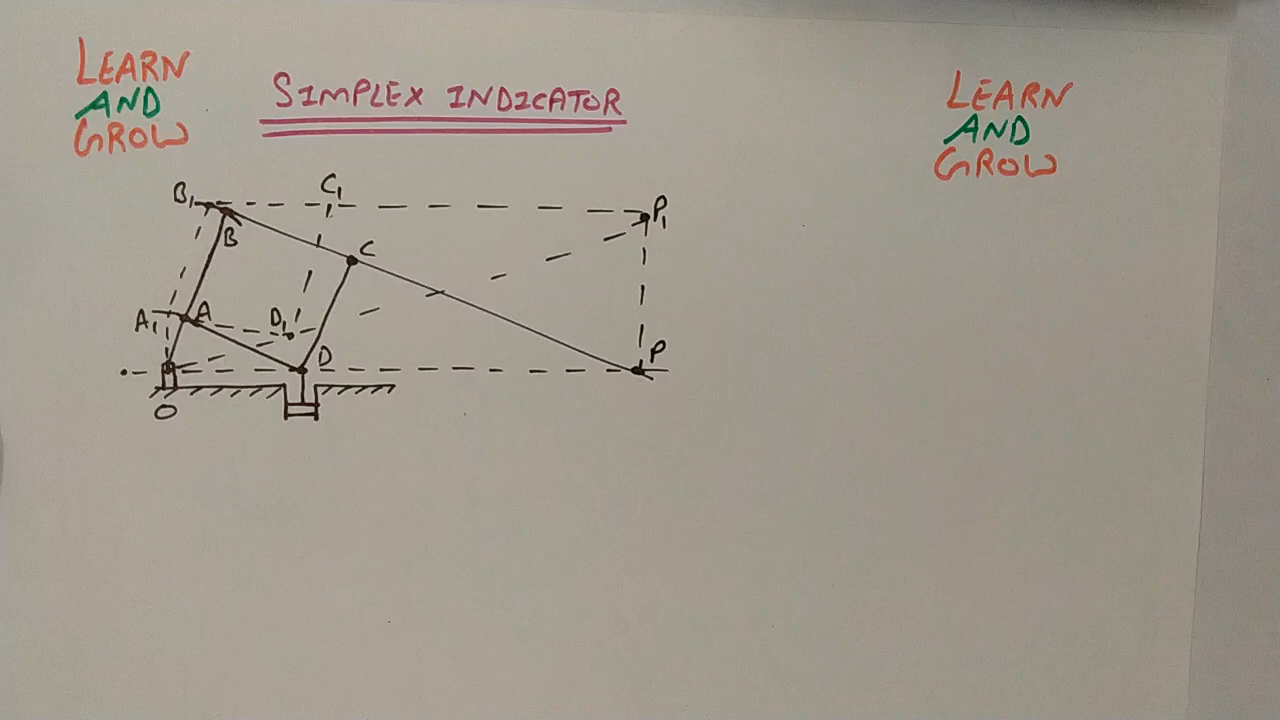 LEARN
AND
GROW
SIMPLEX INDICATOR
LEARN
AND
GROW
B₁
C₁
P₁
B
C
A₁
A
D₁
D
P
O